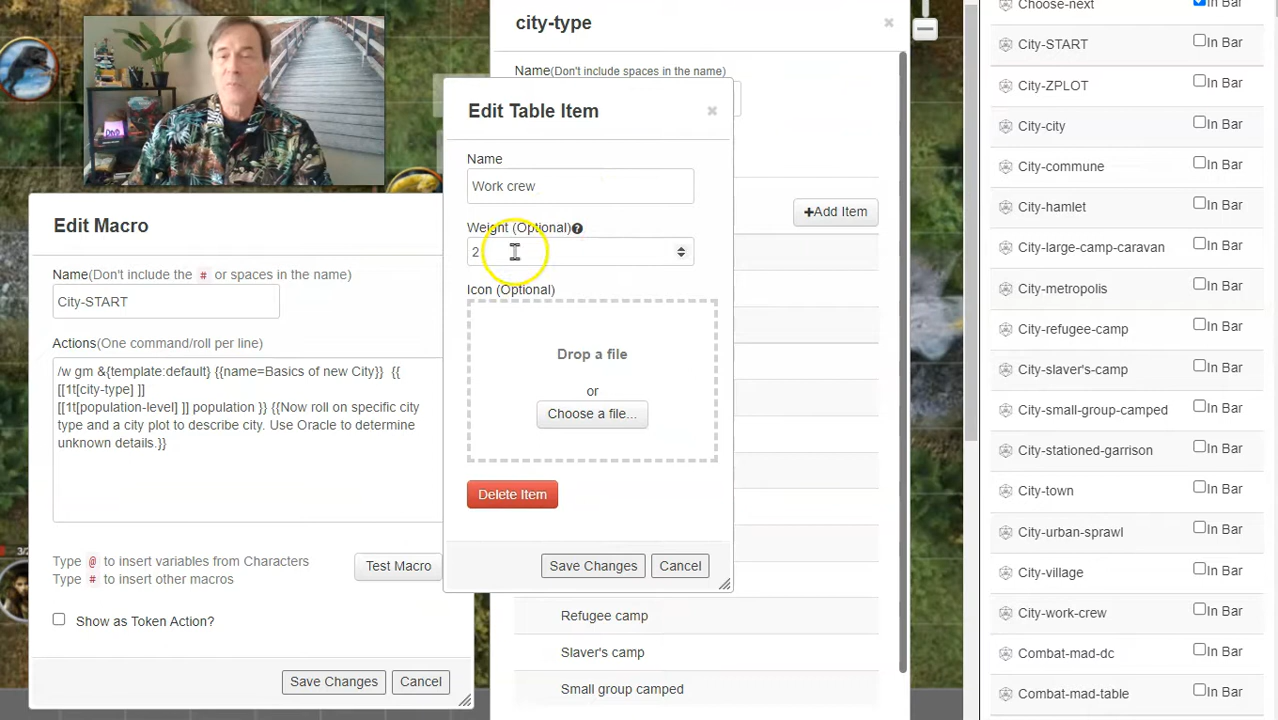 city-type
×
Name(Don't include spaces in the name)
Edit Table Item
×
Name
Work crew
Weight (Optional)
2
Icon (Optional)
Drop a file
or
Choose a file...
Delete Item
Save Changes
Cancel
+Add Item
Refugee camp
Slaver's camp
Small group camped
Edit Macro
Name(Don't include the # or spaces in the name)
City-START
Actions(One command/roll per line)
/w gm &{template:default} {{name=Basics of new City}} {{
[[1t[city-type] ]]
[[1t[population-level] ]] population }} {{Now roll on specific city
type and a city plot to describe city. Use Oracle to determine
unknown details.}}
Type @ to insert variables from Characters
Type # to insert other macros
Test Macro
Show as Token Action?
Save Changes
Cancel
Choose-next In Bar
City-START In Bar
City-ZPLOT In Bar
City-city In Bar
City-commune In Bar
City-hamlet In Bar
City-large-camp-caravan In Bar
City-metropolis In Bar
City-refugee-camp In Bar
City-slaver's-camp In Bar
City-small-group-camped In Bar
City-stationed-garrison In Bar
City-town In Bar
City-urban-sprawl In Bar
City-village In Bar
City-work-crew In Bar
Combat-mad-dc In Bar
Combat-mad-table In Bar